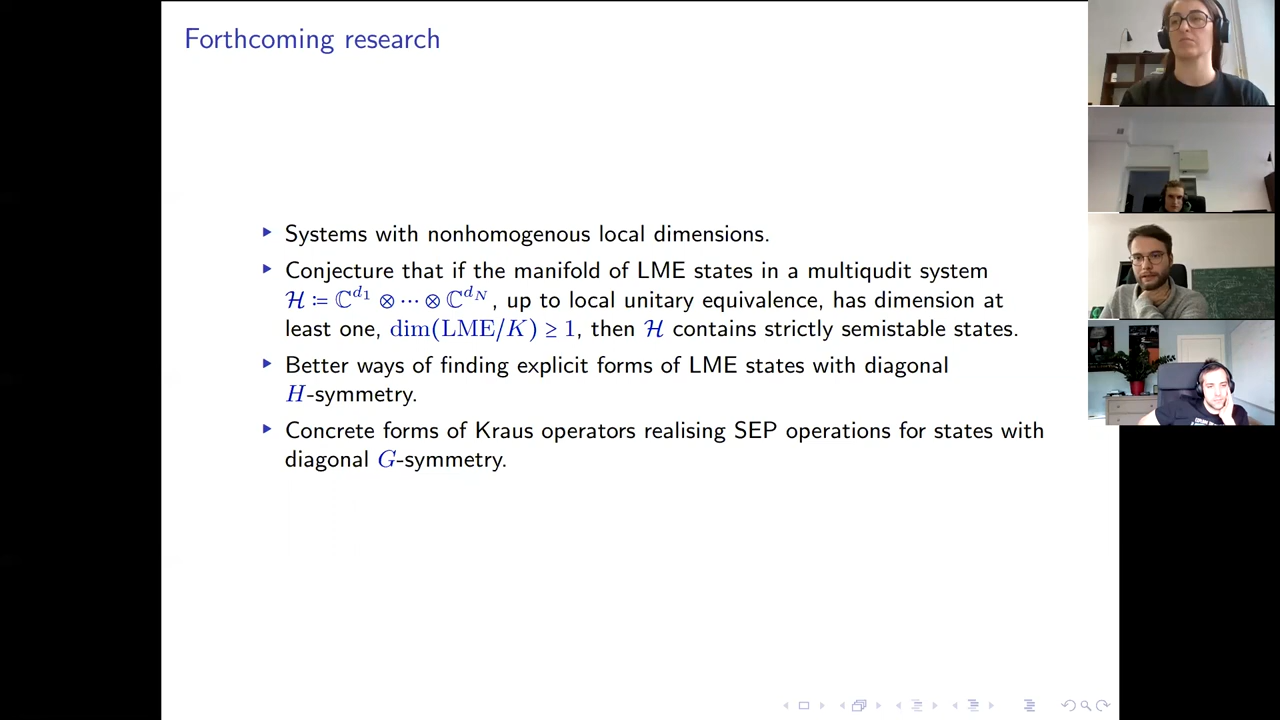 Forthcoming research
▸ Systems with nonhomogenous local dimensions.
▸ Conjecture that if the manifold of LME states in a multiqudit system
ℋ ≔ ℂ^{d_1} ⊗ ⋯ ⊗ ℂ^{d_N}, up to local unitary equivalence, has dimension at
least one, dim(LME/K) ≥ 1, then ℋ contains strictly semistable states.
▸ Better ways of finding explicit forms of LME states with diagonal
H-symmetry.
▸ Concrete forms of Kraus operators realising SEP operations for states with
diagonal G-symmetry.